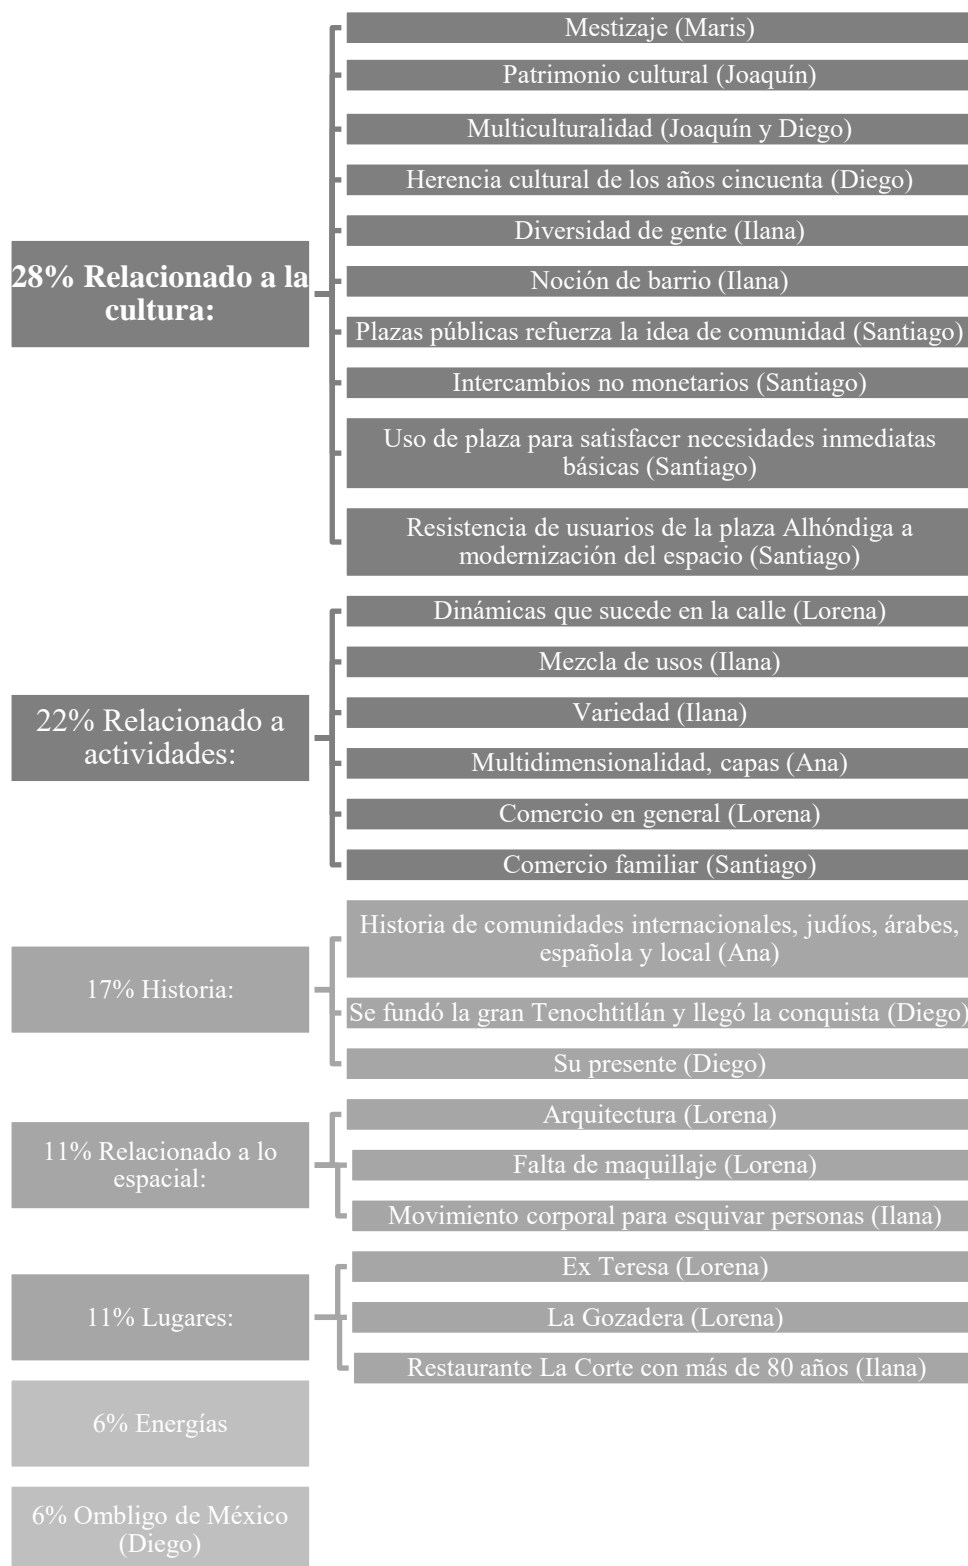 28% Relacionado a la
cultura:
Mestizaje (Maris)
Patrimonio cultural (Joaquín)
Multiculturalidad (Joaquín y Diego)
Herencia cultural de los años cincuenta (Diego)
Diversidad de gente (Ilana)
Noción de barrio (Ilana)
Plazas públicas refuerza la idea de comunidad (Santiago)
Intercambios no monetarios (Santiago)
Uso de plaza para satisfacer necesidades inmediatas
básicas (Santiago)
Resistencia de usuarios de la plaza Alhóndiga a
modernización del espacio (Santiago)
22% Relacionado a
actividades:
Dinámicas que sucede en la calle (Lorena)
Mezcla de usos (Ilana)
Variedad (Ilana)
Multidimensionalidad, capas (Ana)
Comercio en general (Lorena)
Comercio familiar (Santiago)
17% Historia:
Historia de comunidades internacionales, judíos, árabes,
española y local (Ana)
Se fundó la gran Tenochtitlán y llegó la conquista (Diego)
Su presente (Diego)
11% Relacionado a lo
espacial:
Arquitectura (Lorena)
Falta de maquillaje (Lorena)
Movimiento corporal para esquivar personas (Ilana)
11% Lugares:
Ex Teresa (Lorena)
La Gozadera (Lorena)
Restaurante La Corte con más de 80 años (Ilana)
6% Energías
6% Ombligo de México
(Diego)